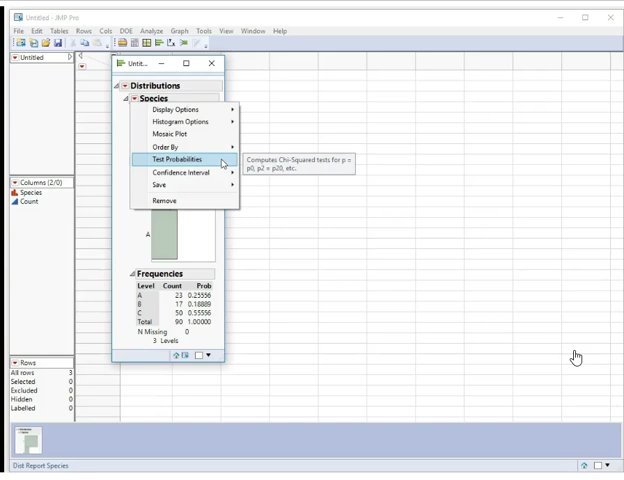 Untitled - JMP Pro
File Edit Tables Rows Cols DOE Analyze Graph Tools View Window Help
Untitled
Untit...
Distributions
Species
Display Options
Histogram Options
Mosaic Plot
Order By
Test Probabilities
Computes Chi-Squared tests for p =
p0, p2 = p20, etc.
Confidence Interval
Save
Remove
Columns (2/0)
Species
Count
A
Frequencies
Level Count Prob
A 23 0.25556
B 17 0.18889
C 50 0.55556
Total 90 1.00000
N Missing 0
3 Levels
Rows
All rows 3
Selected 0
Excluded 0
Hidden 0
Labelled 0
Dist Report Species